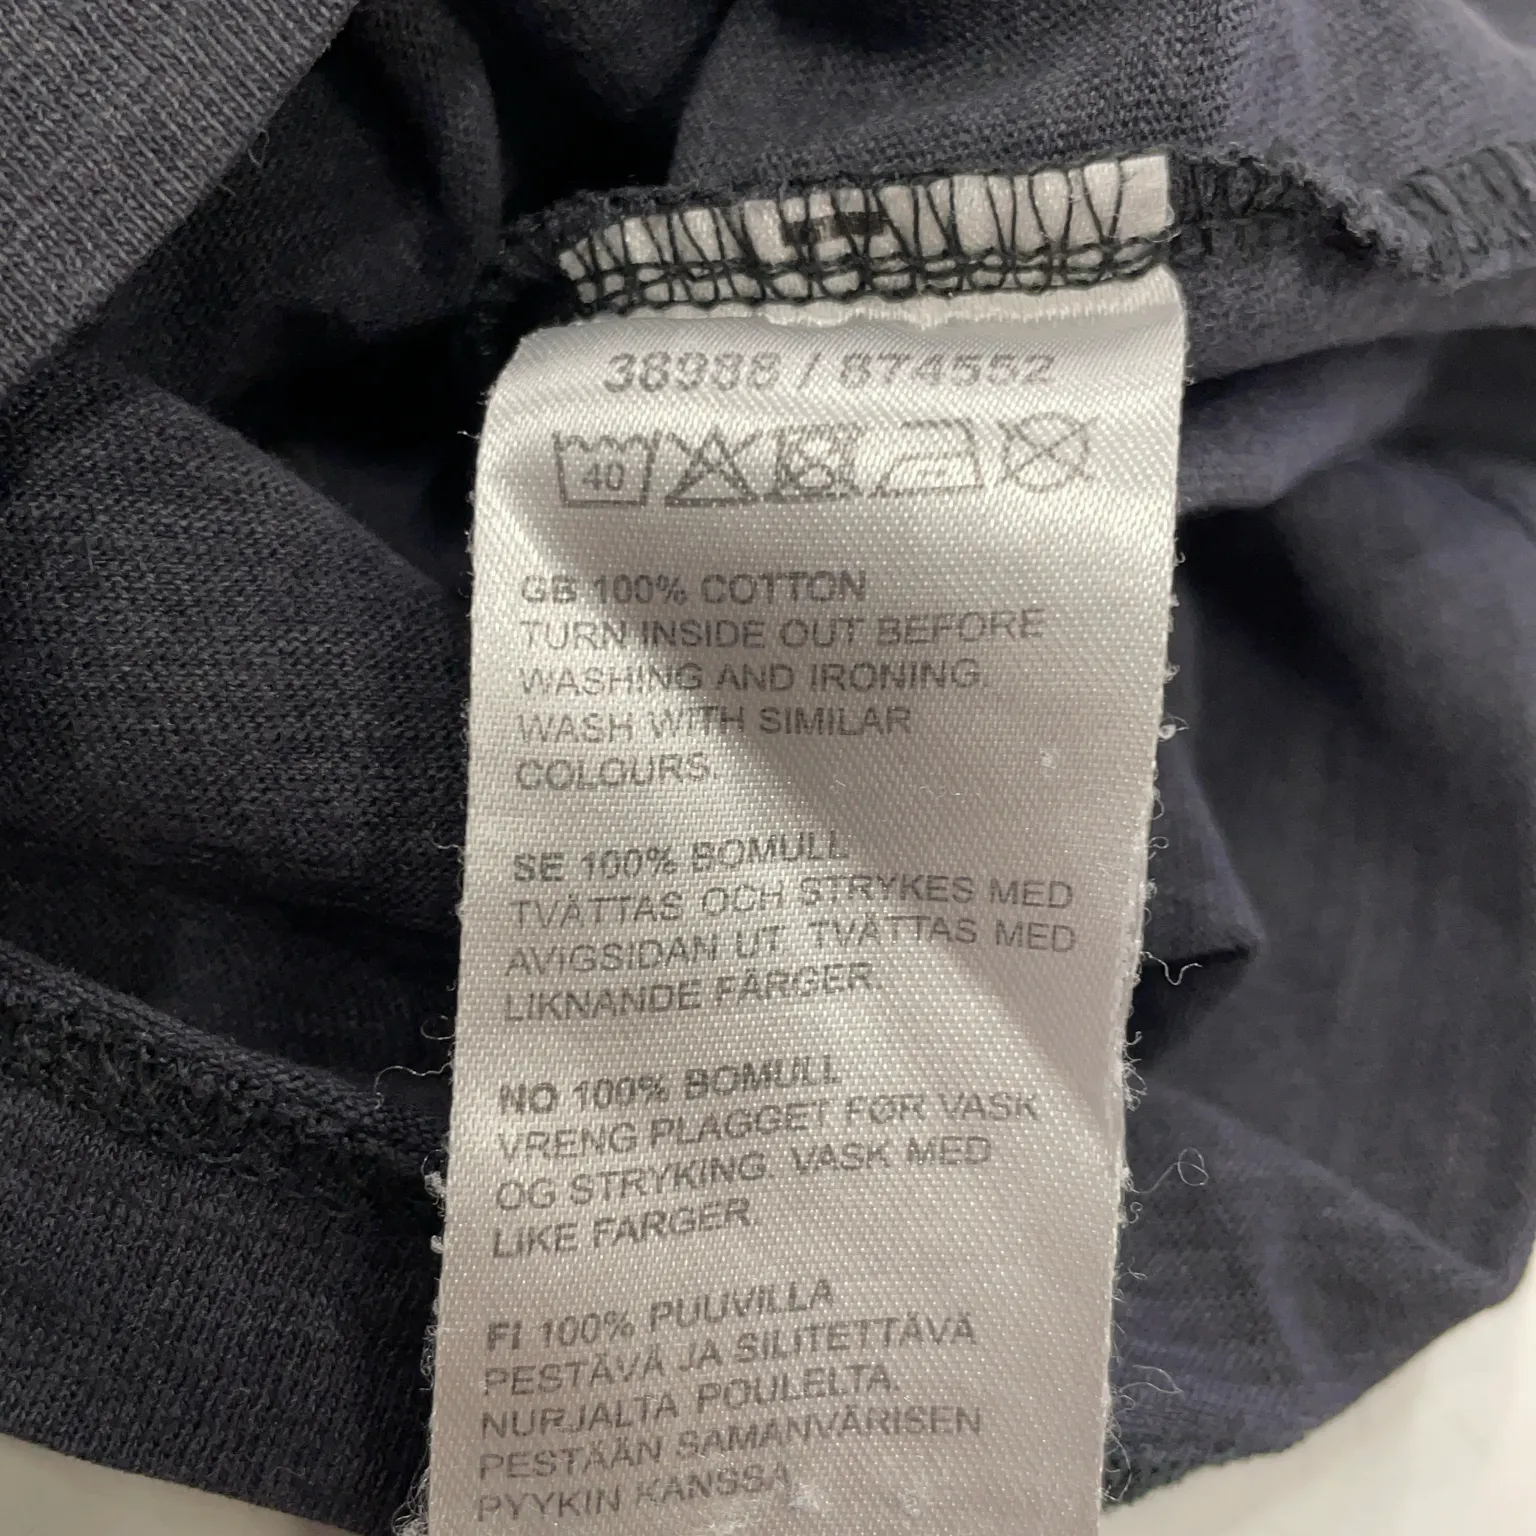 38988 / 874552
40
GB 100% COTTON
TURN INSIDE OUT BEFORE
WASHING AND IRONING.
WASH WITH SIMILAR
COLOURS.
SE 100% BOMULL
TVÄTTAS OCH STRYKES MED
AVIGSIDAN UT. TVÄTTAS MED
LIKNANDE FÄRGER.
NO 100% BOMULL
VRENG PLAGGET FØR VASK
OG STRYKING. VASK MED
LIKE FARGER.
FI 100% PUUVILLA
PESTÄVÄ JA SILITETTÄVÄ
NURJALTA POULELTA.
PESTÄÄN SAMANVÄRISEN
PYYKIN KANSSA